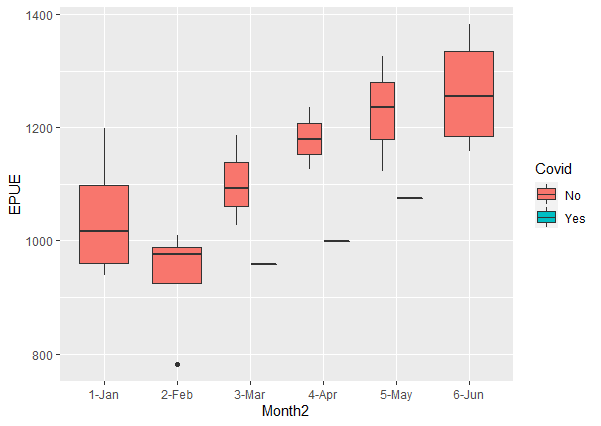 1400
1200
1000
800
EPUE
1-Jan 2-Feb 3-Mar 4-Apr 5-May 6-Jun
Month2
Covid
No
Yes